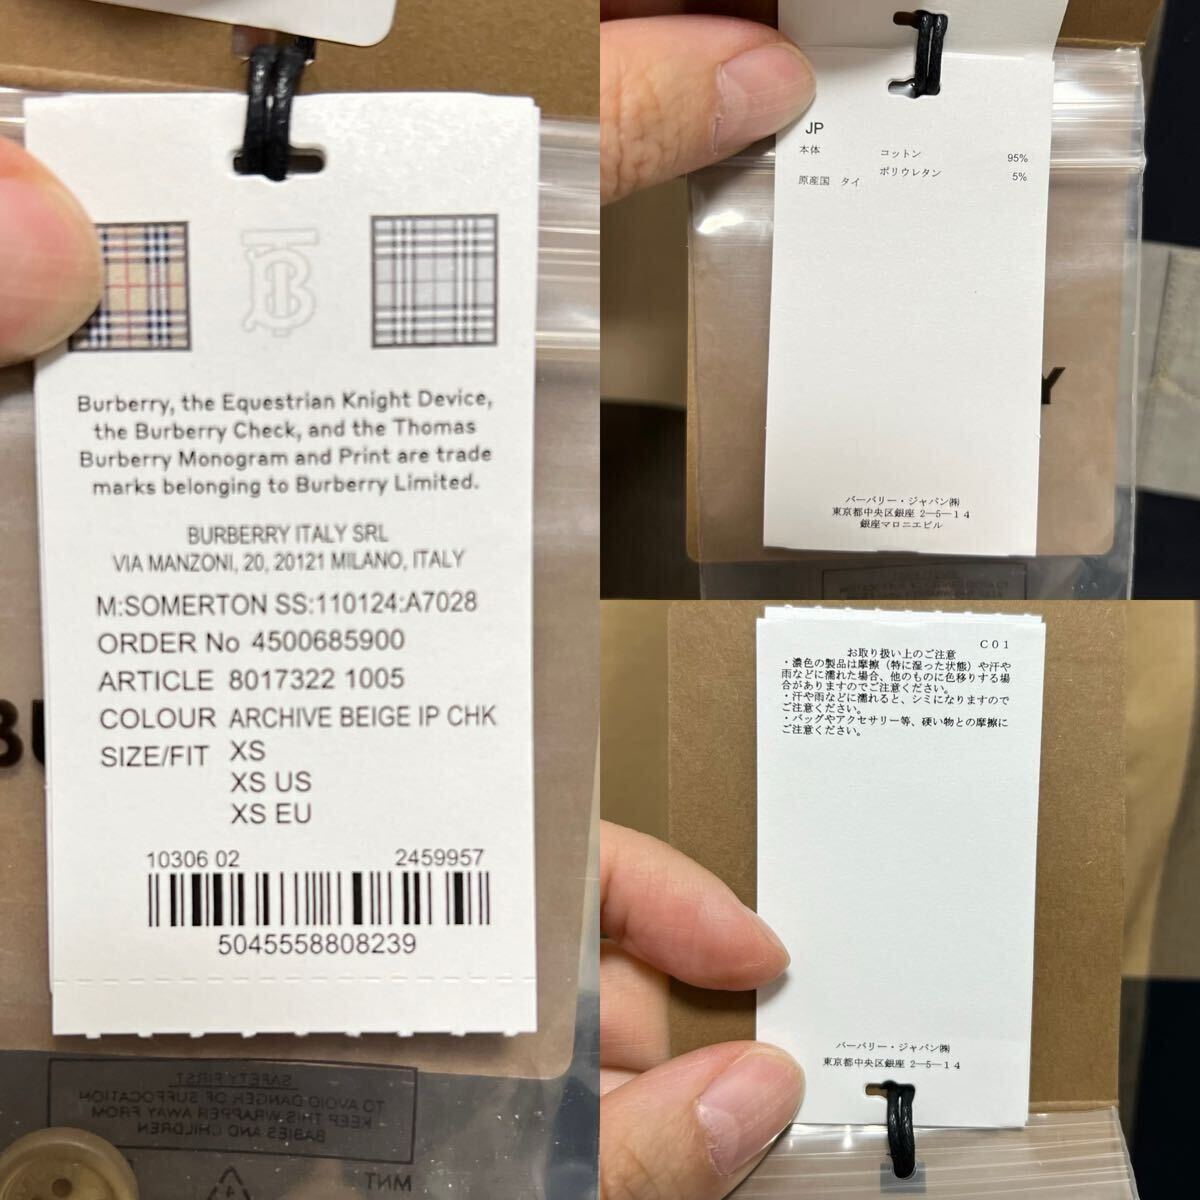 Burberry, the Equestrian Knight Device,
the Burberry Check, and the Thomas
Burberry Monogram and Print are trade
marks belonging to Burberry Limited.
BURBERRY ITALY SRL
VIA MANZONI, 20, 20121 MILANO, ITALY
M:SOMERTON SS:110124:A7028
ORDER No 4500685900
ARTICLE 8017322 1005
COLOUR ARCHIVE BEIGE IP CHK
SIZE/FIT XS
XS US
XS EU
10306 02 2459957
5045558808239
BU
SAFETY FIRST
TO AVOID DANGER OF SUFFOCATION
KEEP THIS WRAPPER AWAY FROM
BABIES AND CHILDREN
MNT
4
JP
本体 コットン 95%
ポリウレタン 5%
原産国 タイ
Y
バーバリー・ジャパン㈱
東京都中央区銀座 2－5－14
銀座マロニエビル
C01
お取り扱い上のご注意
・濃色の製品は摩擦（特に湿った状態）や汗や
雨などに濡れた場合、他のものに色移りする場
合がありますのでご注意ください。
・汗や雨などに濡れると、シミになりますので
ご注意ください。
・バッグやアクセサリー等、硬い物との摩擦に
ご注意ください。
バーバリー・ジャパン㈱
東京都中央区銀座 2－5－14